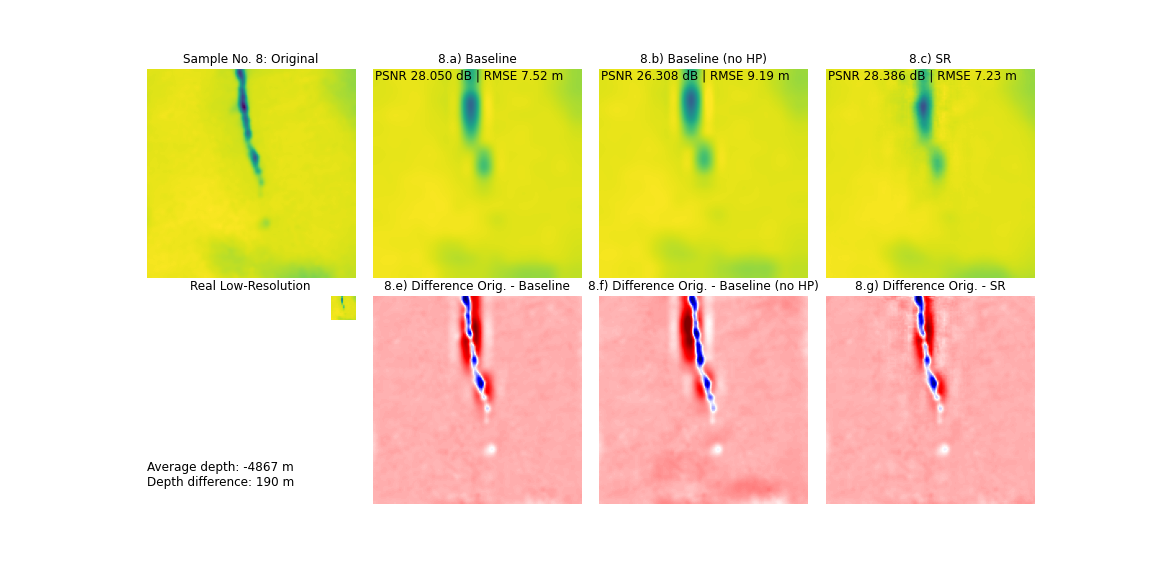 Sample No. 8: Original
8.a) Baseline
8.b) Baseline (no HP)
8.c) SR
PSNR 28.050 dB | RMSE 7.52 m
PSNR 26.308 dB | RMSE 9.19 m
PSNR 28.386 dB | RMSE 7.23 m
Real Low-Resolution
8.e) Difference Orig. - Baseline
8.f) Difference Orig. - Baseline (no HP)
8.g) Difference Orig. - SR
Average depth: -4867 m
Depth difference: 190 m